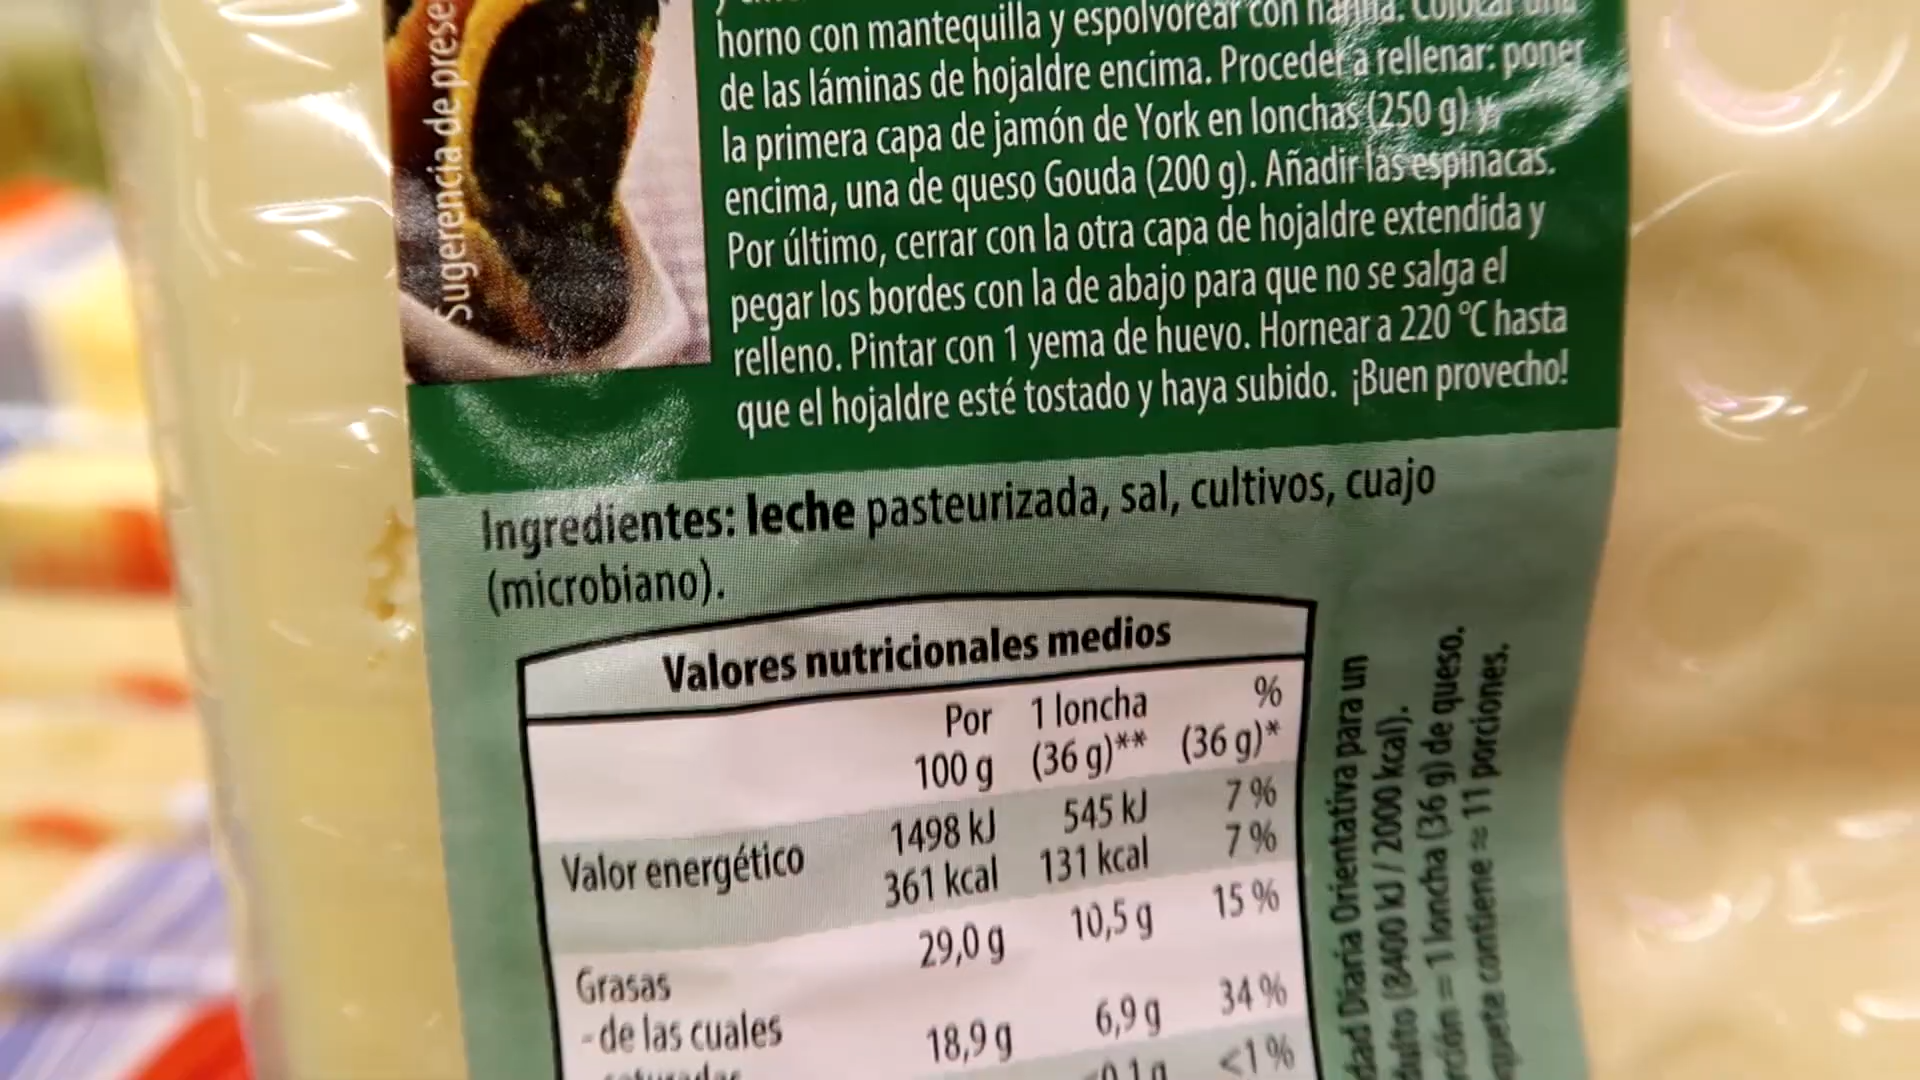 Sugerencia de prese
horno con mantequilla y espolvorear con harina. Colocar una
de las láminas de hojaldre encima. Proceder a rellenar: poner
la primera capa de jamón de York en lonchas (250 g) y,
encima, una de queso Gouda (200 g). Añadir las espinacas.
Por último, cerrar con la otra capa de hojaldre extendida y
pegar los bordes con la de abajo para que no se salga el
relleno. Pintar con 1 yema de huevo. Hornear a 220 °C hasta
que el hojaldre esté tostado y haya subido. ¡Buen provecho!
Ingredientes: leche pasteurizada, sal, cultivos, cuajo
(microbiano).
Valores nutricionales medios
Por 1 loncha %
100 g (36 g)** (36 g)*
1498 kJ 545 kJ 7 %
Valor energético 361 kcal 131 kcal 7 %
Grasas 29,0 g 10,5 g 15 %
- de las cuales
18,9 g 6,9 g 34 %
<1 %
dad Diaria Orientativa para un
dulto (8400 kJ / 2000 kcal).
rción = 1 loncha (36 g) de queso.
quete contiene ≈ 11 porciones.